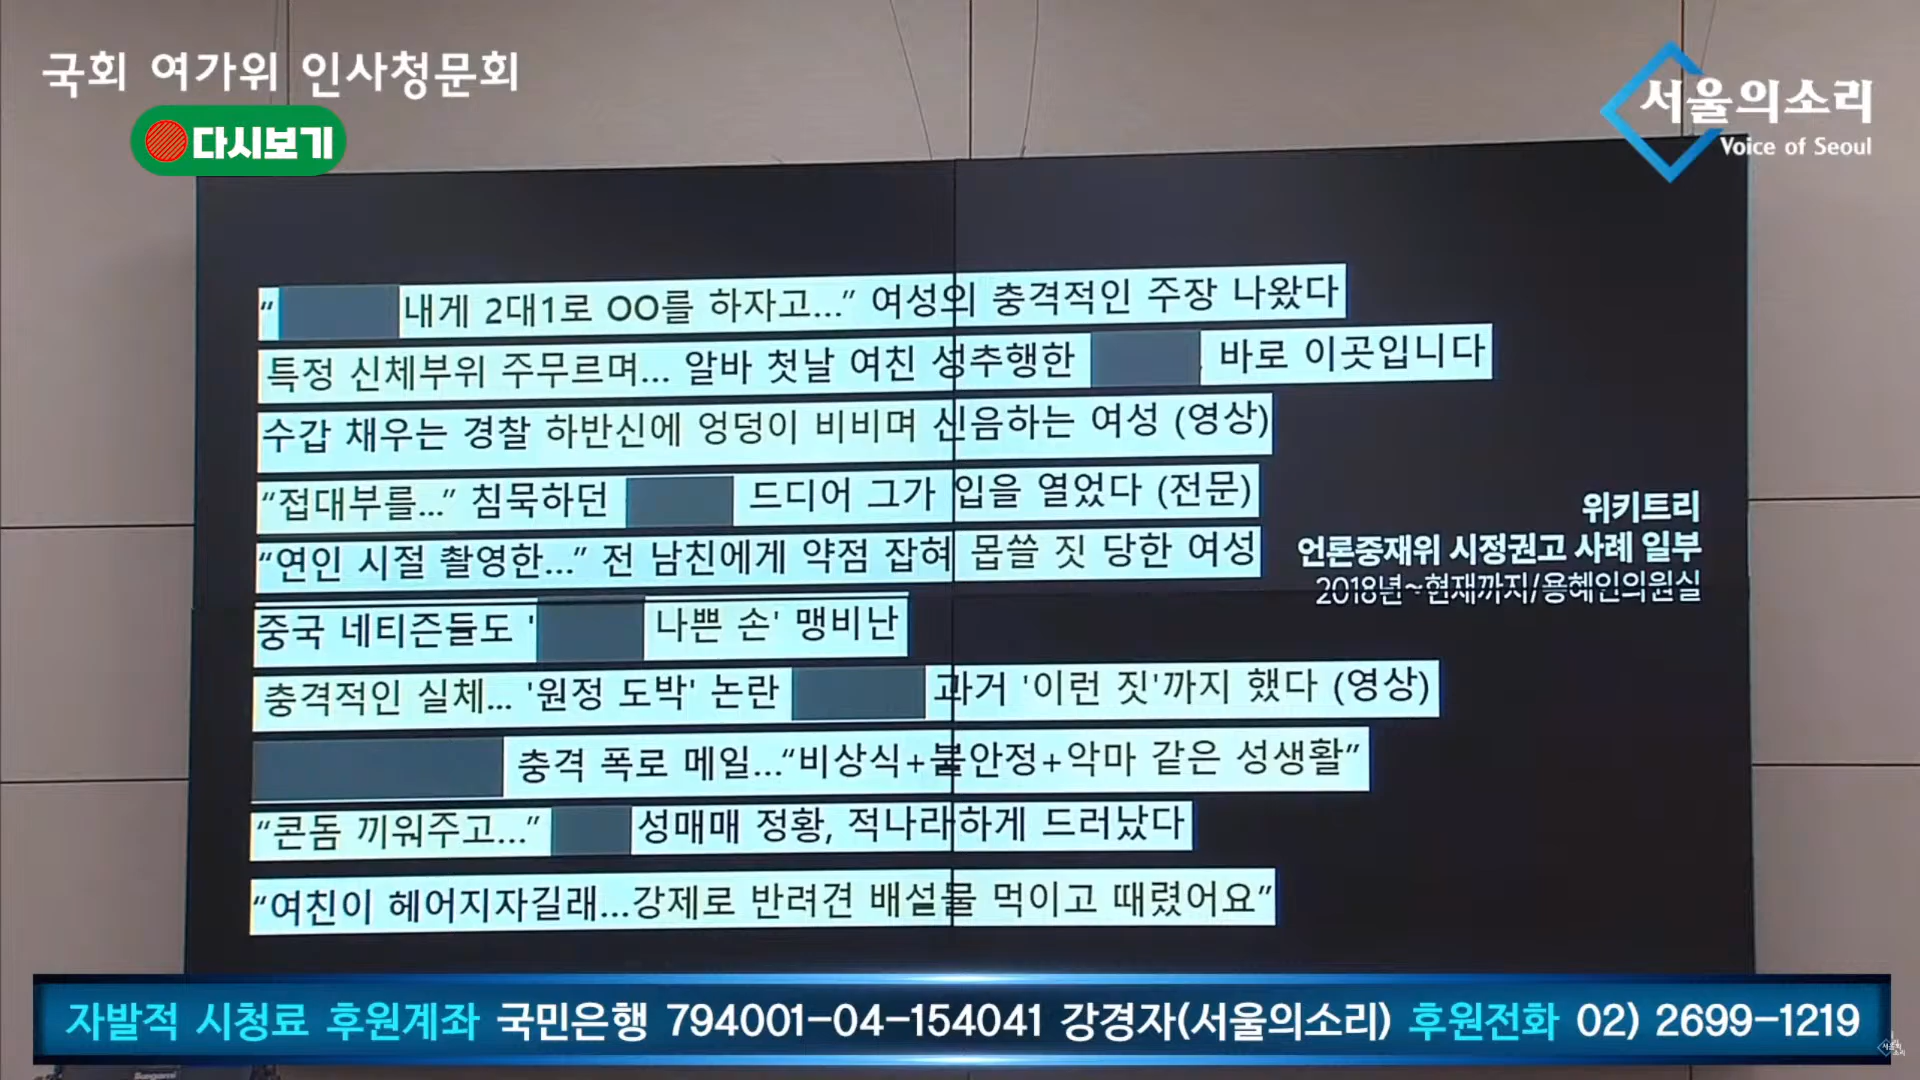 국회 여가위 인사청문회
다시보기
서울의소리
Voice of Seoul
“ 내게 2대1로 OO를 하자고...” 여성의 충격적인 주장 나왔다
특정 신체부위 주무르며... 알바 첫날 여친 성추행한 바로 이곳입니다
수갑 채우는 경찰 하반신에 엉덩이 비비며 신음하는 여성 (영상)
“접대부를...” 침묵하던 드디어 그가 입을 열었다 (전문)
“연인 시절 촬영한...” 전 남친에게 약점 잡혀 몹쓸 짓 당한 여성
중국 네티즌들도 ' 나쁜 손' 맹비난
충격적인 실체... '원정 도박' 논란 과거 '이런 짓'까지 했다 (영상)
충격 폭로 메일...“비상식+불안정+악마 같은 성생활”
“콘돔 끼워주고...” 성매매 정황, 적나라하게 드러났다
“여친이 헤어지자길래...강제로 반려견 배설물 먹이고 때렸어요”
위키트리
언론중재위 시정권고 사례 일부
2018년~현재까지/용혜인의원실
자발적 시청료 후원계좌 국민은행 794001-04-154041 강경자(서울의소리) 후원전화 02) 2699-1219